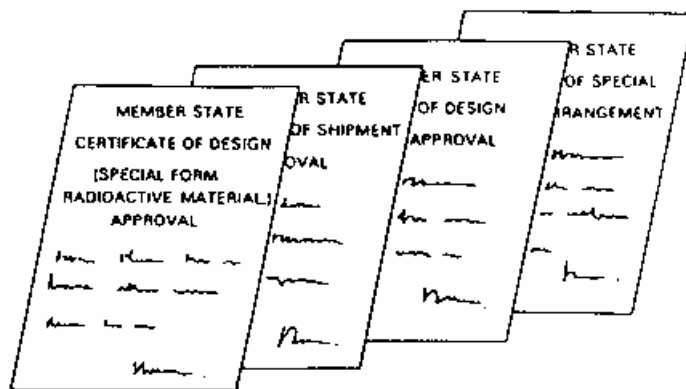 MEMBER STATE
CERTIFICATE OF DESIGN
(SPECIAL FORM
RADIOACTIVE MATERIAL)
APPROVAL
R STATE
OF SHIPMENT
OVAL
ER STATE
OF DESIGN
APPROVAL
R STATE
OF SPECIAL
RANGEMENT